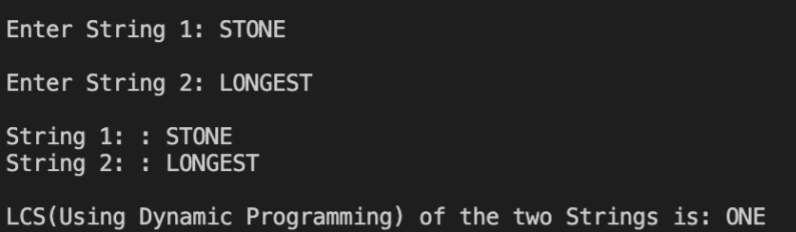 Enter String 1: STONE
Enter String 2: LONGEST
String 1: : STONE
String 2: : LONGEST
LCS(Using Dynamic Programming) of the two Strings is: ONE